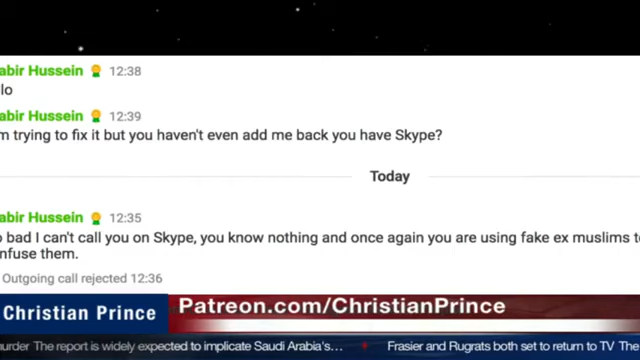 abir Hussein 12:38
lo
abir Hussein 12:39
m trying to fix it but you haven't even add me back you have Skype?
Today
abir Hussein 12:35
o bad I can't call you on Skype, you know nothing and once again you are using fake ex muslims t
nfuse them.
Outgoing call rejected 12:36
Christian Prince
Patreon.com/ChristianPrince
urder The report is widely expected to implicate Saudi Arabia's... Frasier and Rugrats both set to return to TV The